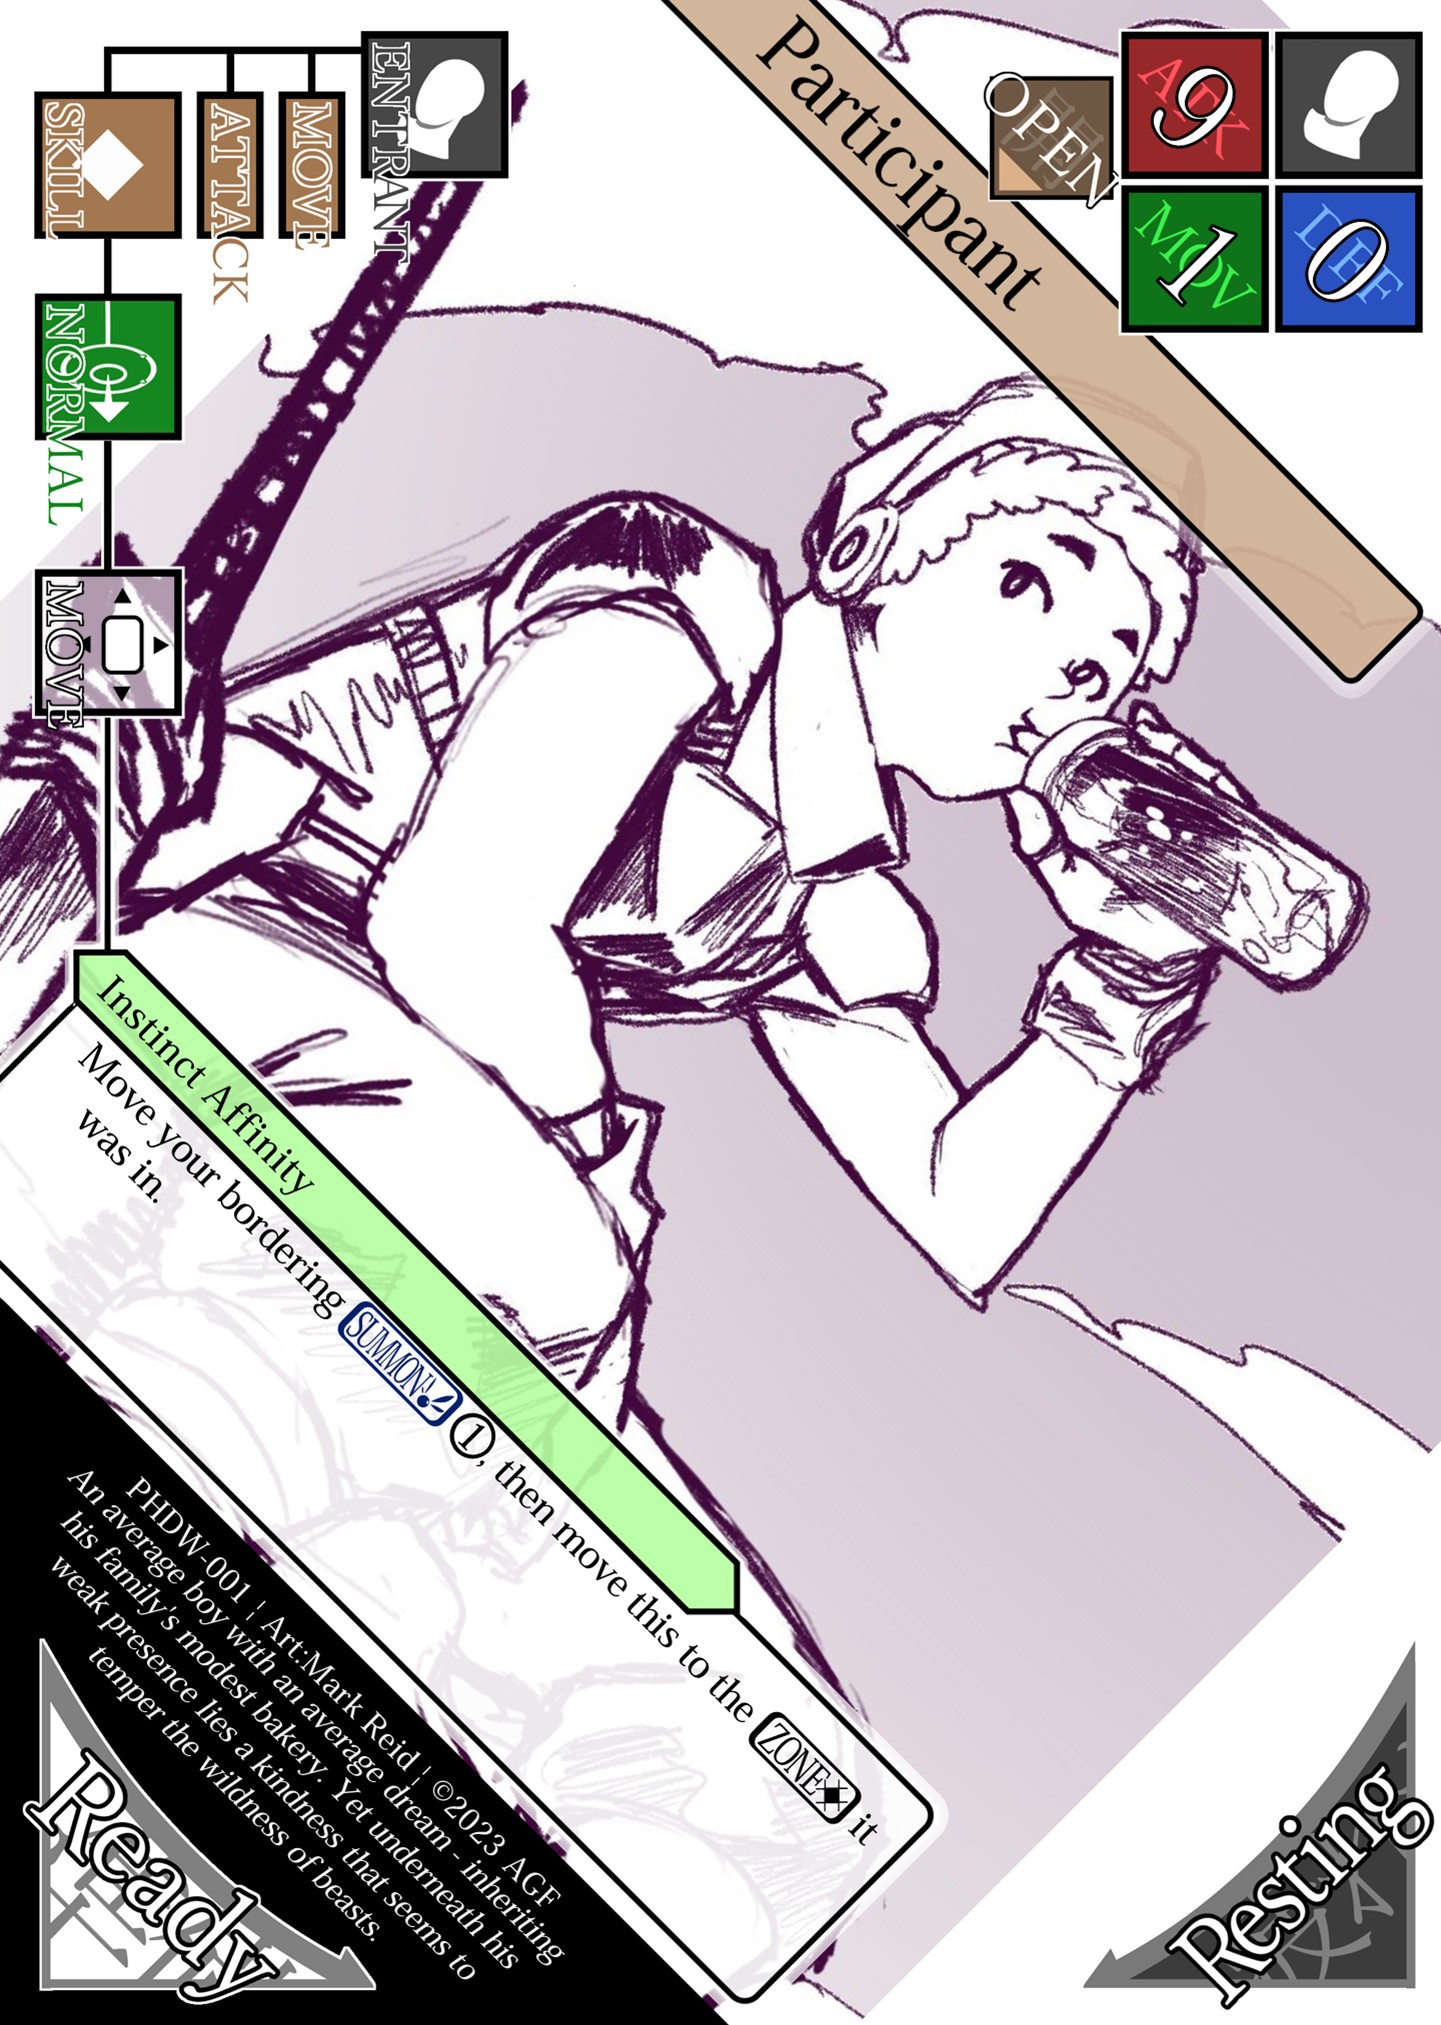 ENTRANT
MOVE
ATTACK
SKILL
NORMAL
MOVE
Participant
OPEN
開
ATK
9
MOV
1
DEF
0
Instinct Affinity
Move your bordering SUMMON! 1, then move this to the ZONE it
was in.
PHDW-001 ¦ Art:Mark Reid ¦ ©2023 AGF
An average boy with an average dream - inheriting
his family's modest bakery. Yet underneath his
weak presence lies a kindness that seems to
temper the wildness of beasts.
Ready
Resting